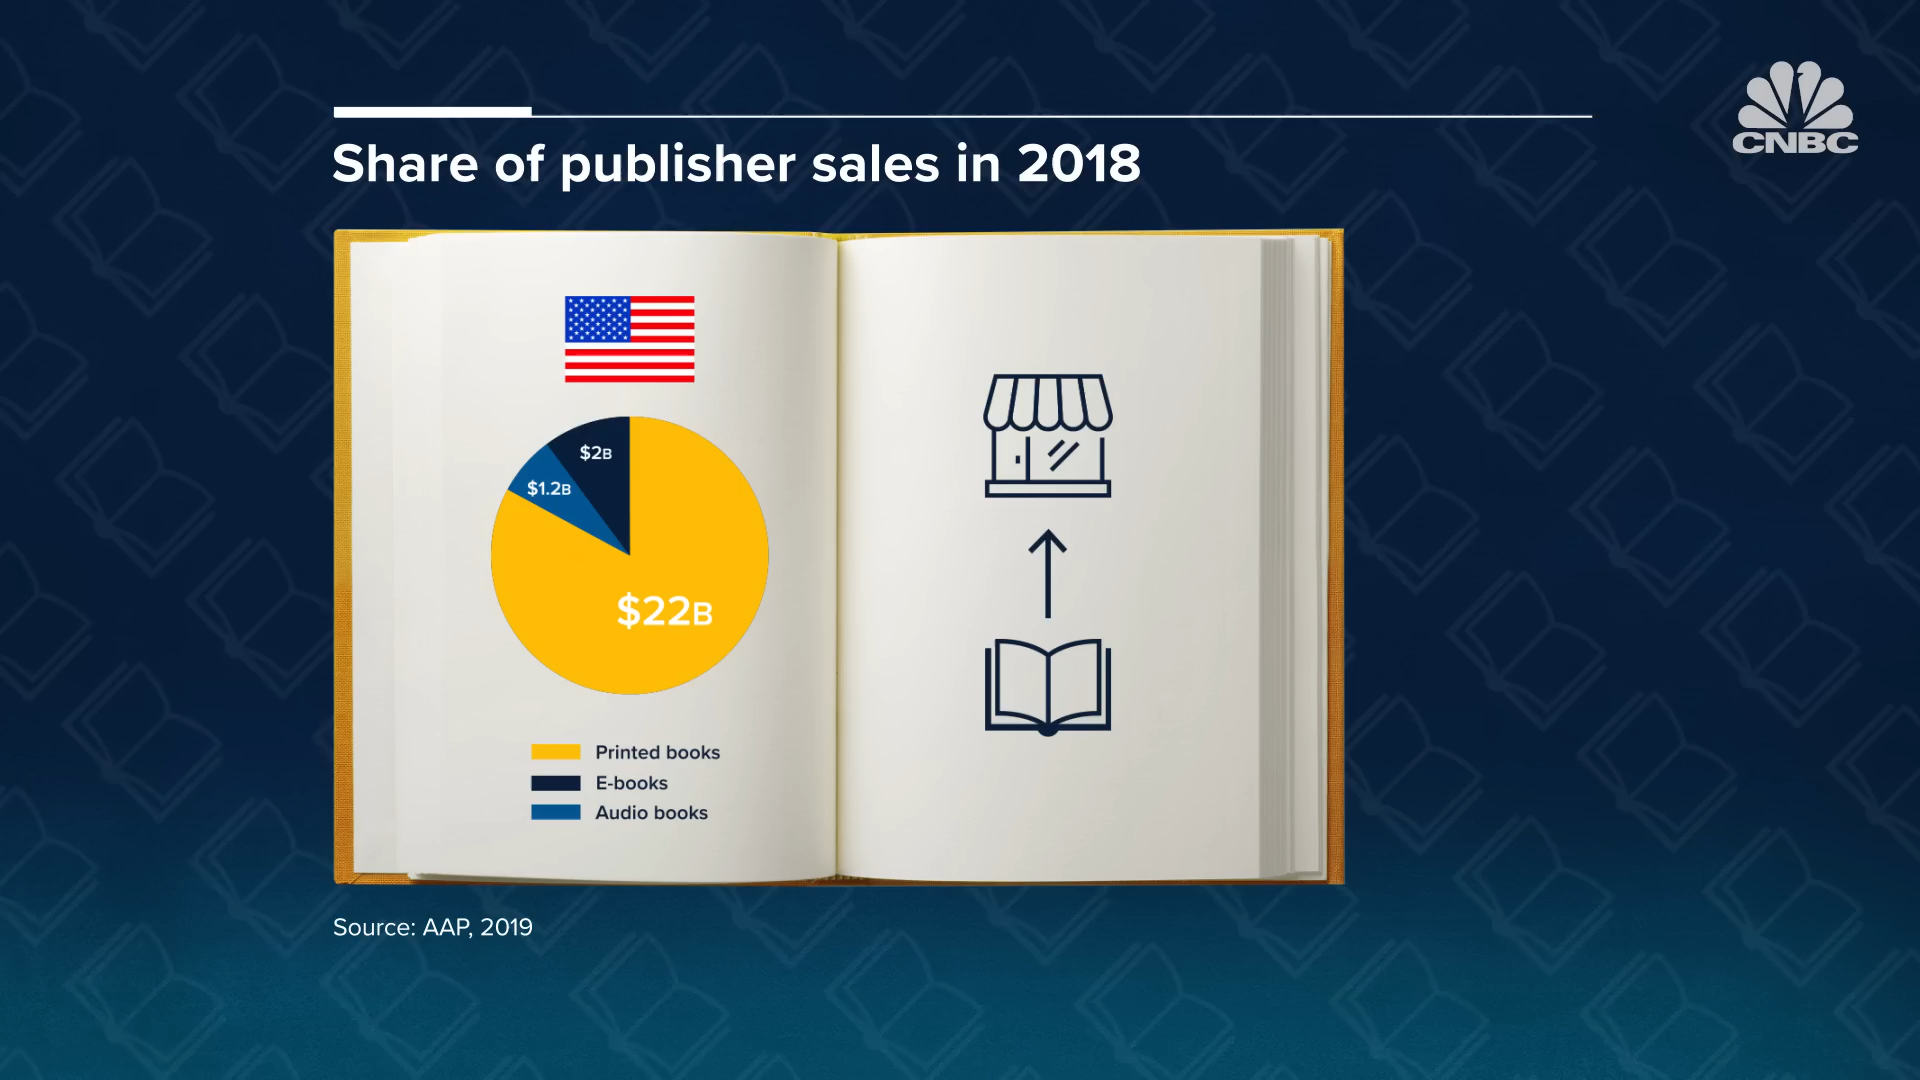 CNBC
Share of publisher sales in 2018
$2B
$1.2B
$22B
Printed books
E-books
Audio books
Source: AAP, 2019